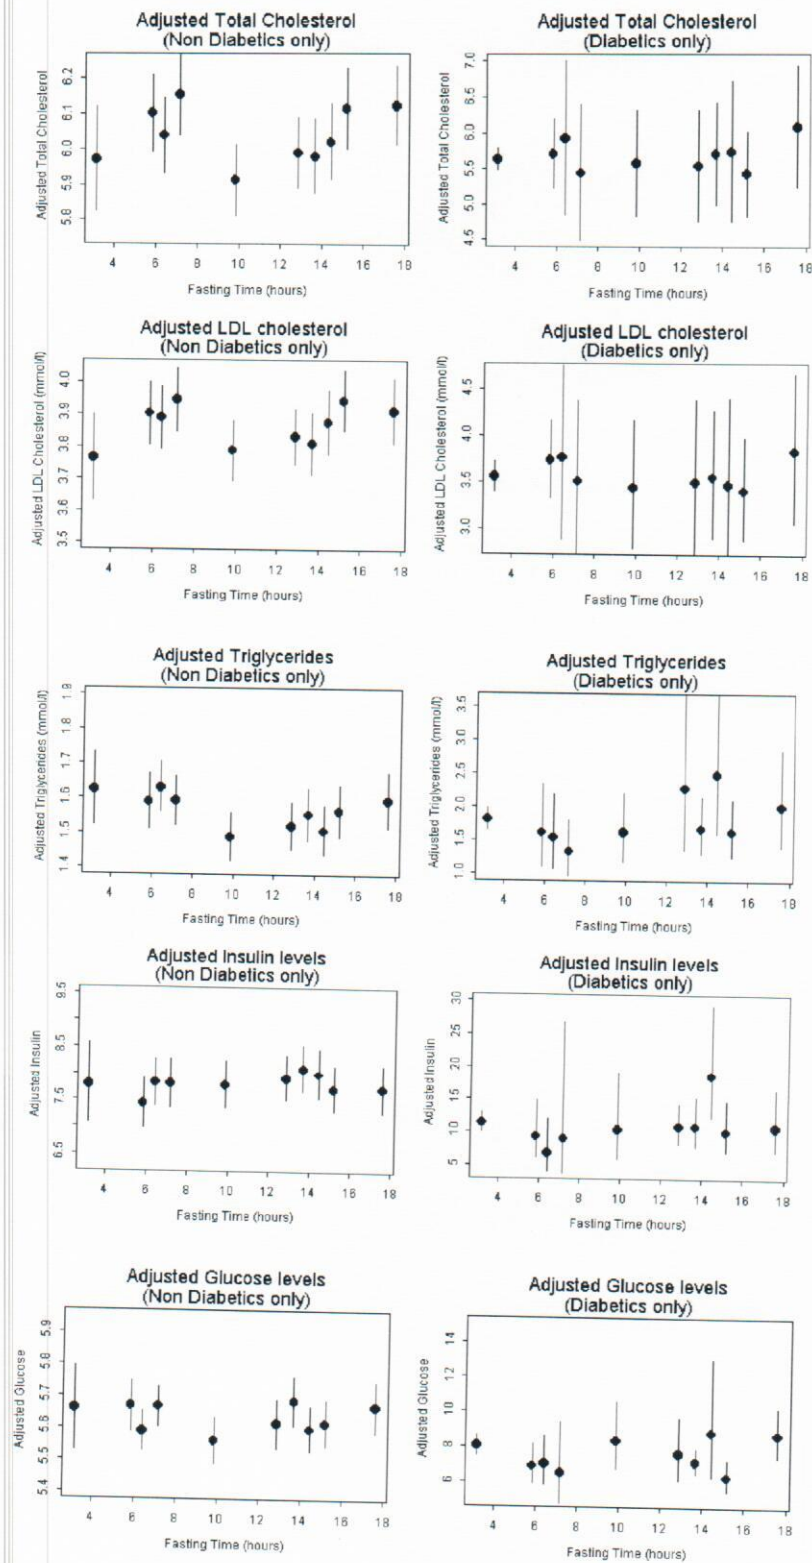 Adjusted Total Cholesterol
(Non Diabetics only)
Adjusted Total Cholesterol
5.8 5.9 6.0 6.1 6.2
4 6 8 10 12 14 16 18
Fasting Time (hours)
Adjusted Total Cholesterol
(Diabetics only)
Adjusted Total Cholesterol
4.5 5.0 5.5 6.0 6.5 7.0
4 6 8 10 12 14 16 18
Fasting Time (hours)
Adjusted LDL cholesterol
(Non Diabetics only)
Adjusted LDL Cholesterol (mmol/l)
3.5 3.6 3.7 3.8 3.9 4.0
4 6 8 10 12 14 16 18
Fasting Time (hours)
Adjusted LDL cholesterol
(Diabetics only)
Adjusted LDL Cholesterol (mmol/l)
3.0 3.5 4.0 4.5
4 6 8 10 12 14 16 18
Fasting Time (hours)
Adjusted Triglycerides
(Non Diabetics only)
Adjusted Triglycerides (mmol/l)
1.4 1.5 1.6 1.7 1.8 1.9
4 6 8 10 12 14 16 18
Fasting Time (hours)
Adjusted Triglycerides
(Diabetics only)
Adjusted Triglycerides (mmol/l)
1.0 1.5 2.0 2.5 3.0 3.5
4 6 8 10 12 14 16 18
Fasting Time (hours)
Adjusted Insulin levels
(Non Diabetics only)
Adjusted Insulin
6.5 7.5 8.5 9.5
4 6 8 10 12 14 16 18
Fasting Time (hours)
Adjusted Insulin levels
(Diabetics only)
Adjusted Insulin
5 10 15 20 25 30
4 6 8 10 12 14 16 18
Fasting Time (hours)
Adjusted Glucose levels
(Non Diabetics only)
Adjusted Glucose
5.4 5.5 5.6 5.7 5.8 5.9
4 6 8 10 12 14 16 18
Fasting Time (hours)
Adjusted Glucose levels
(Diabetics only)
Adjusted Glucose
6 8 10 12 14
4 6 8 10 12 14 16 18
Fasting Time (hours)